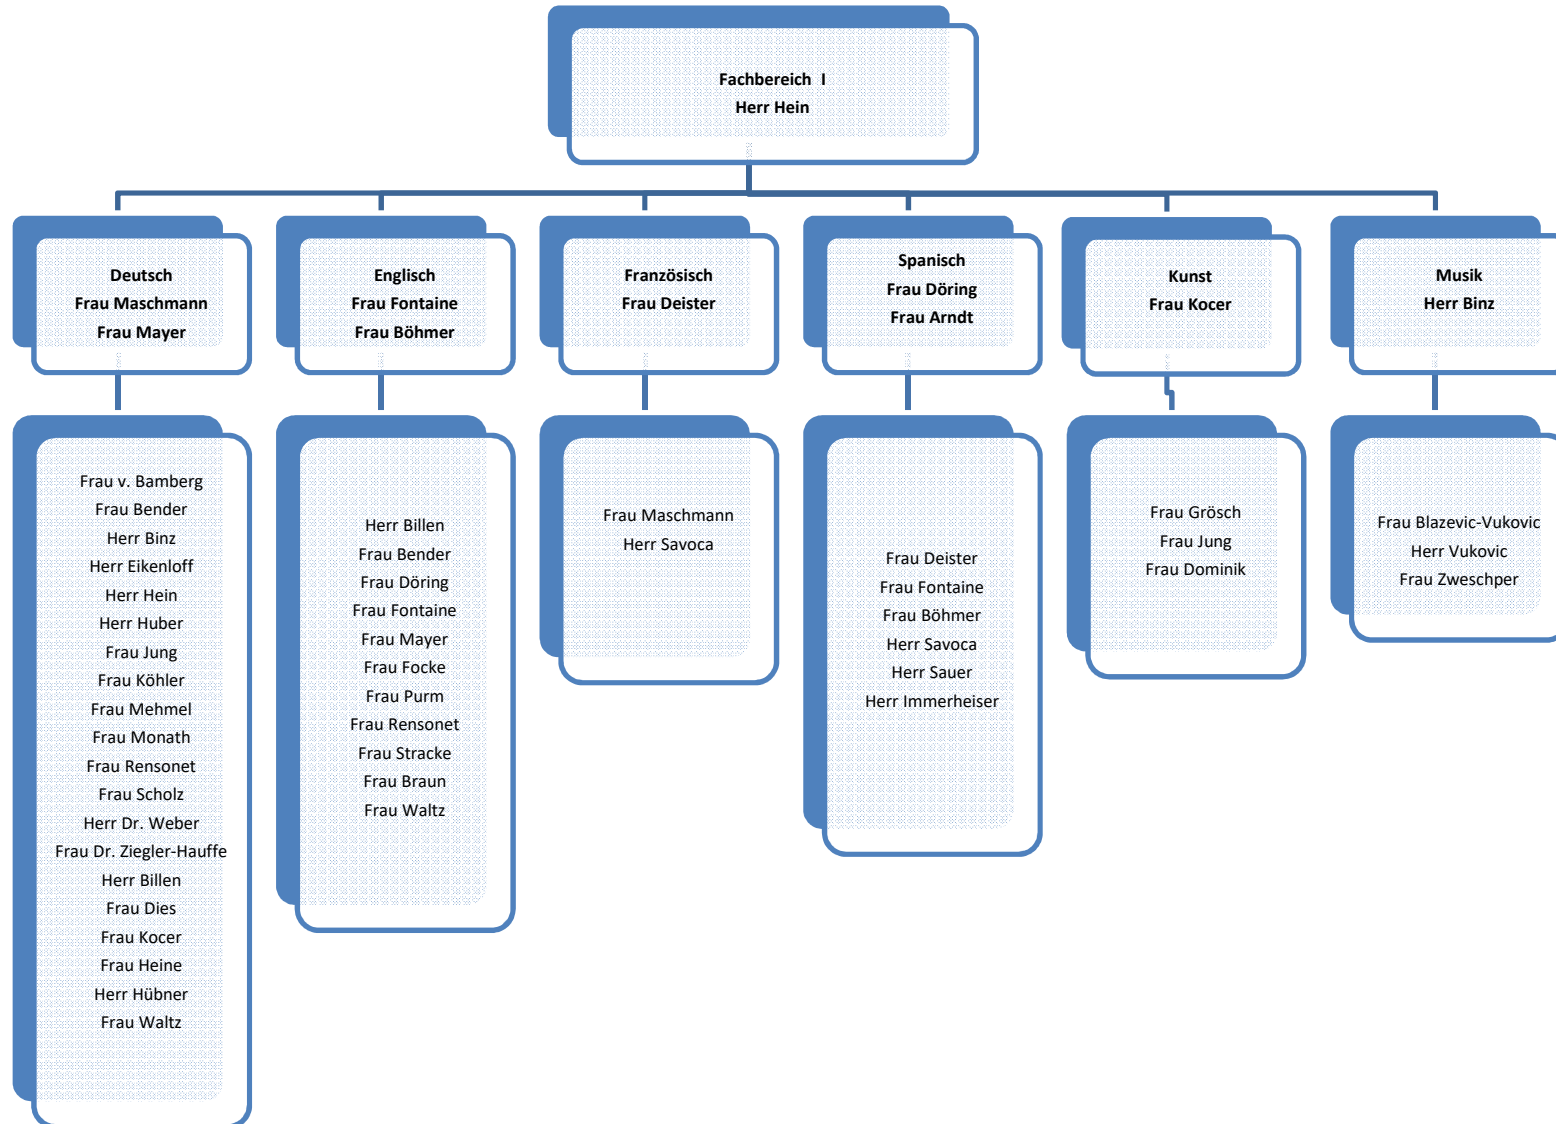 Fachbereich I
Herr Hein
Deutsch
Frau Maschmann
Frau Mayer
Englisch
Frau Fontaine
Frau Böhmer
Französisch
Frau Deister
Spanisch
Frau Döring
Frau Arndt
Kunst
Frau Kocer
Musik
Herr Binz
Frau v. Bamberg
Frau Bender
Herr Binz
Herr Eikenloff
Herr Hein
Herr Huber
Frau Jung
Frau Köhler
Frau Mehmel
Frau Monath
Frau Rensonet
Frau Scholz
Herr Dr. Weber
Frau Dr. Ziegler-Hauffe
Herr Billen
Frau Dies
Frau Kocer
Frau Heine
Herr Hübner
Frau Waltz
Herr Billen
Frau Bender
Frau Döring
Frau Fontaine
Frau Mayer
Frau Focke
Frau Purm
Frau Rensonet
Frau Stracke
Frau Braun
Frau Waltz
Frau Maschmann
Herr Savoca
Frau Deister
Frau Fontaine
Frau Böhmer
Herr Savoca
Herr Sauer
Herr Immerheiser
Frau Grösch
Frau Jung
Frau Dominik
Frau Blazevic-Vukovic
Herr Vukovic
Frau Zweschper